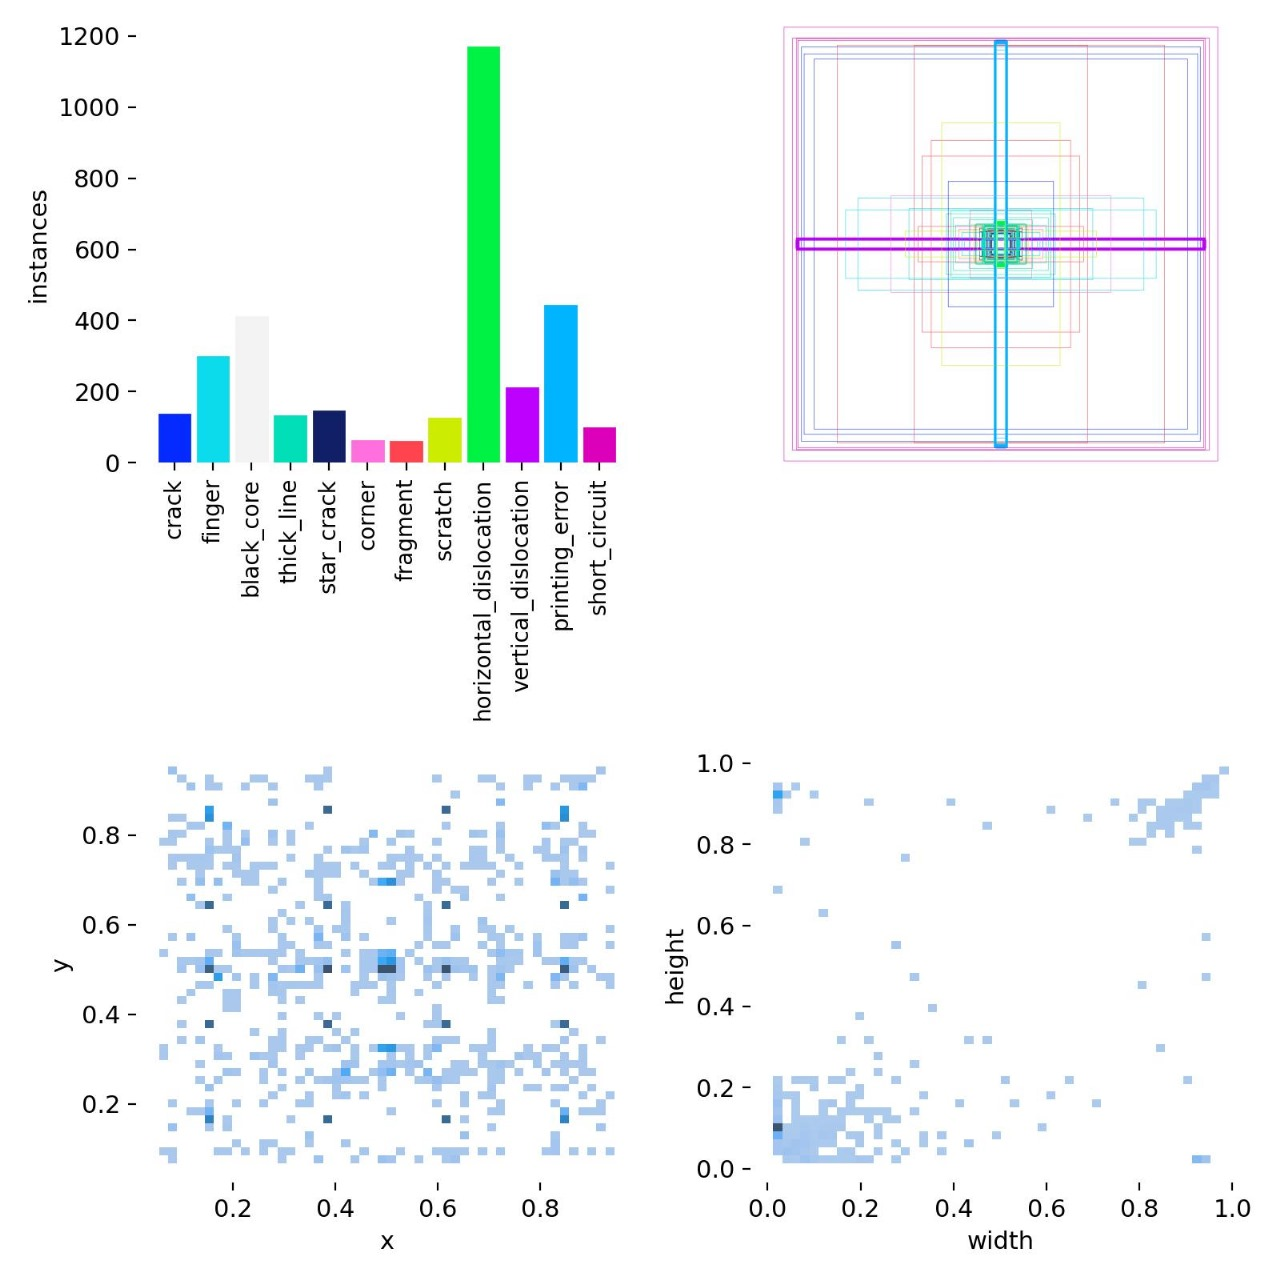 1200
1000
800
600
400
200
0
instances
crack
finger
black_core
thick_line
star_crack
corner
fragment
scratch
horizontal_dislocation
vertical_dislocation
printing_error
short_circuit
0.8
0.6
0.4
0.2
y
0.2 0.4 0.6 0.8
x
1.0
0.8
0.6
0.4
0.2
0.0
height
0.0 0.2 0.4 0.6 0.8 1.0
width